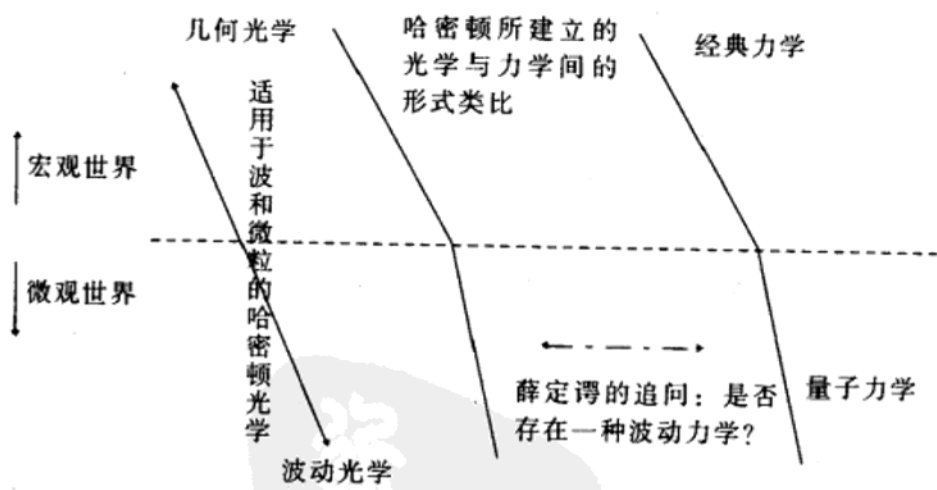 几何光学
哈密顿所建立的
光学与力学间的
形式类比
经典力学
适用于波和微粒的哈密顿光学
宏观世界
微观世界
薛定谔的追问：是否
存在一种波动力学?
量子力学
波动光学